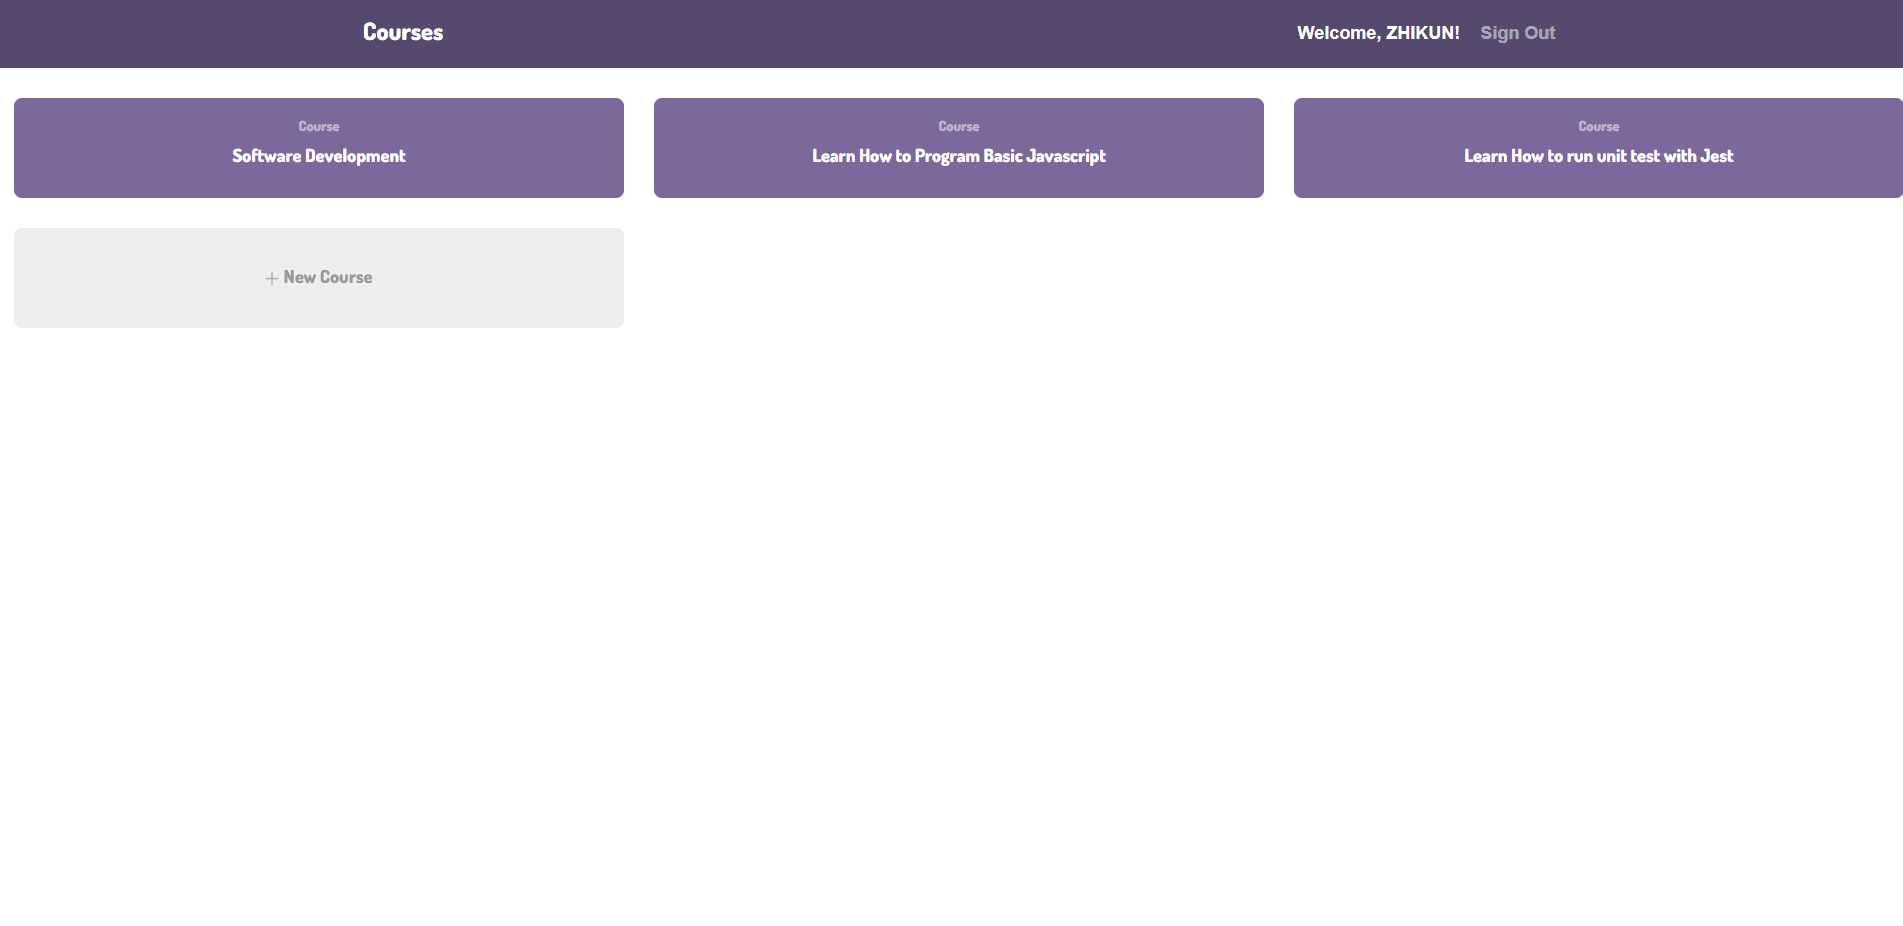 Courses
Welcome, ZHIKUN! Sign Out
Course
Software Development
Course
Learn How to Program Basic Javascript
Course
Learn How to run unit test with Jest
+ New Course